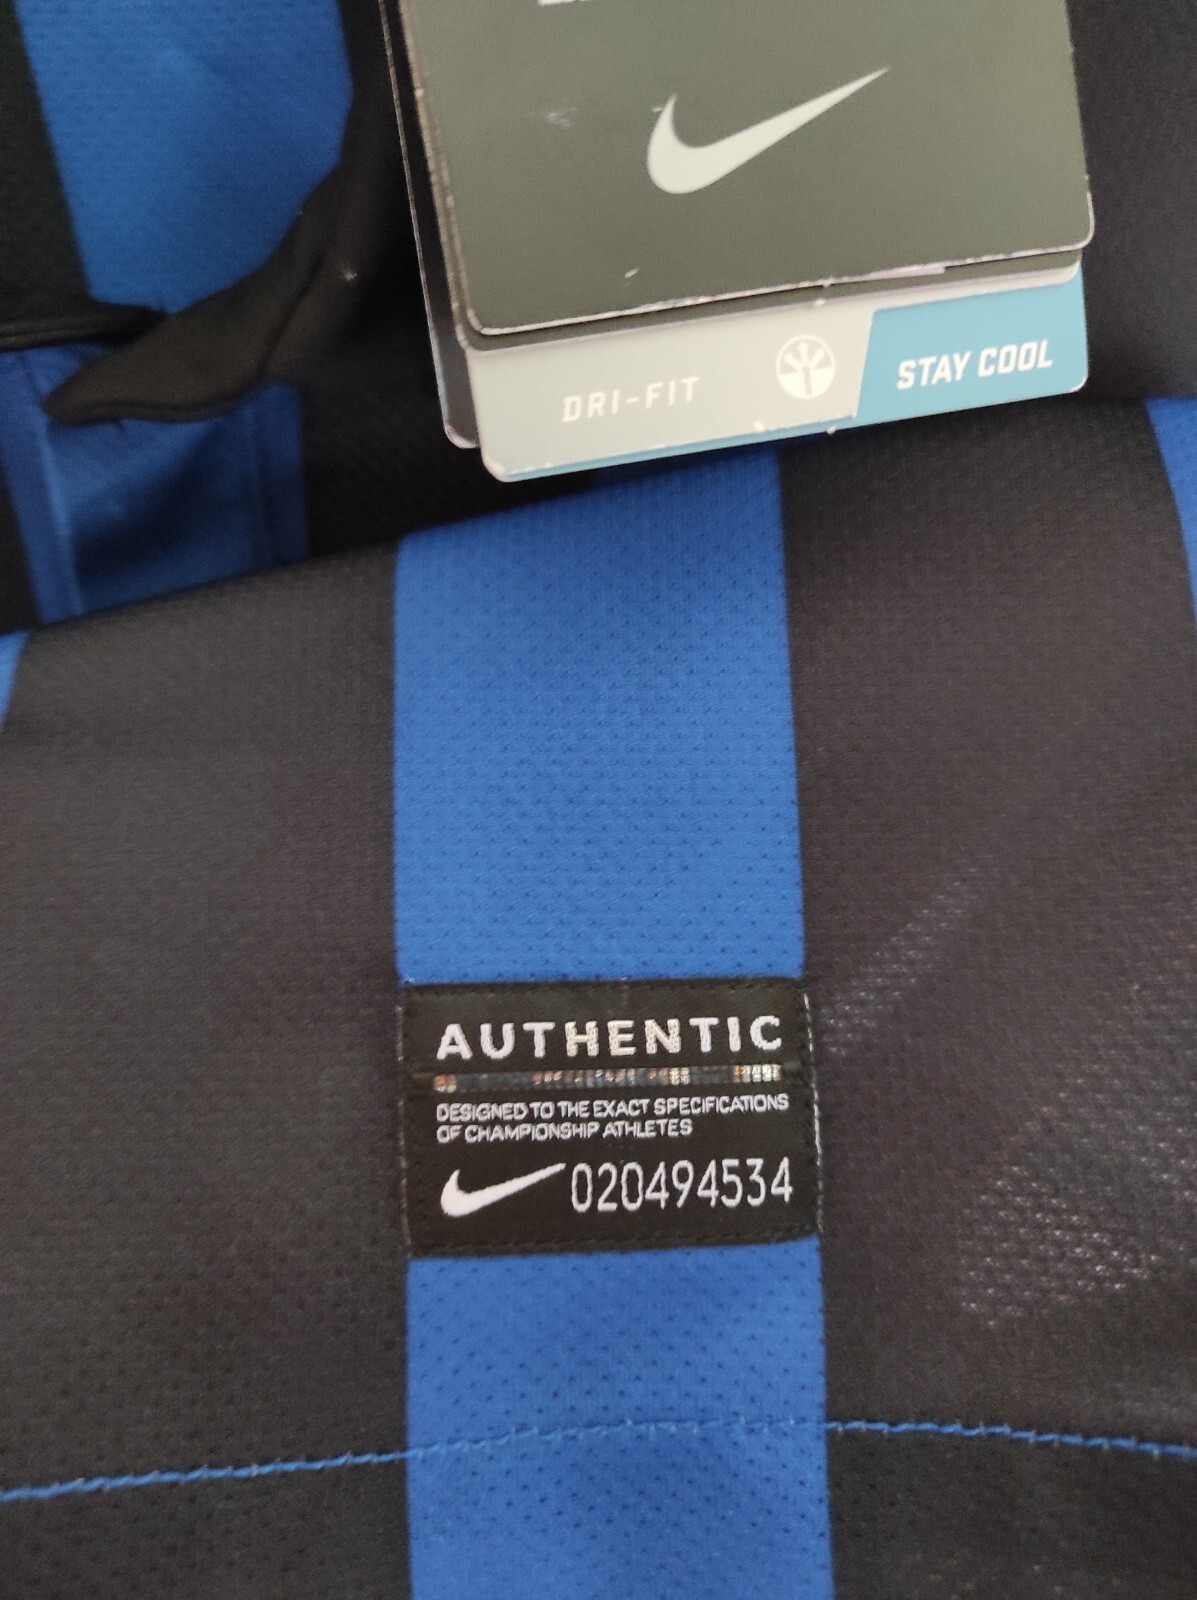 DRI-FIT
STAY COOL
AUTHENTIC
DESIGNED TO THE EXACT SPECIFICATIONS
OF CHAMPIONSHIP ATHLETES
020494534